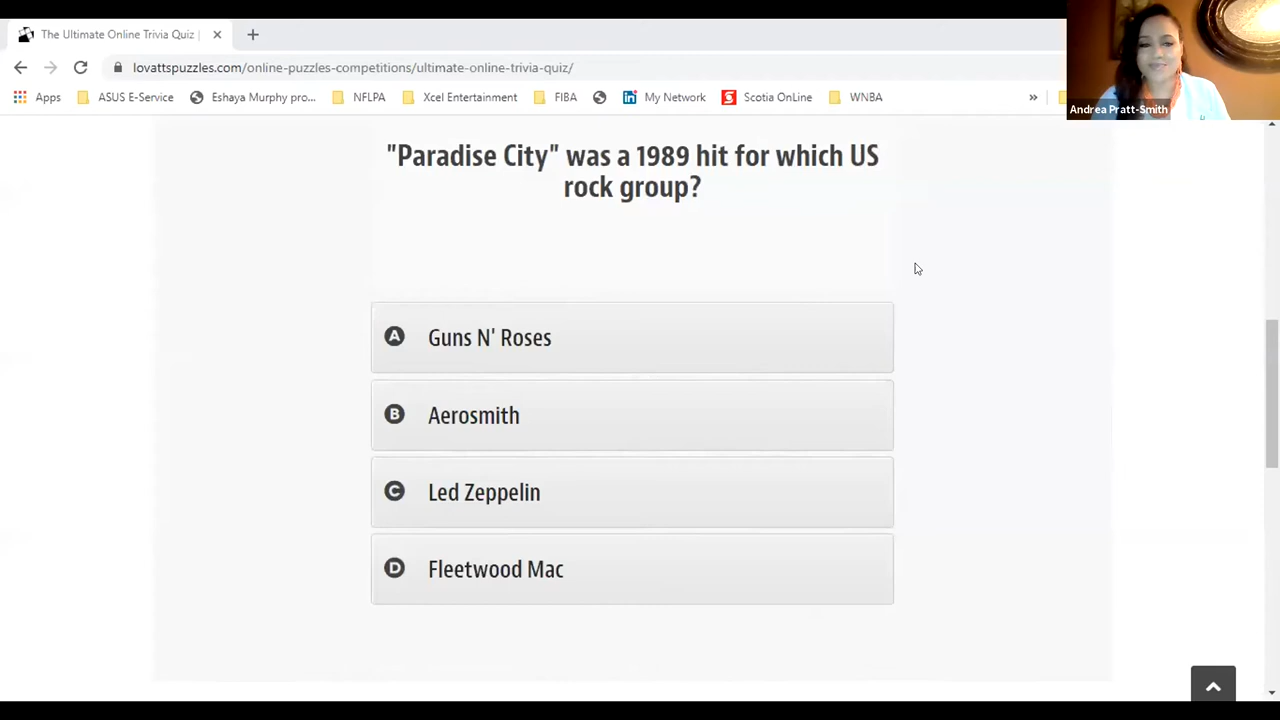 The Ultimate Online Trivia Quiz |
lovattspuzzles.com/online-puzzles-competitions/ultimate-online-trivia-quiz/
Apps ASUS E-Service Eshaya Murphy pro... NFLPA Xcel Entertainment FIBA My Network Scotia OnLine WNBA »
Andrea Pratt-Smith
"Paradise City" was a 1989 hit for which US
rock group?
A Guns N' Roses
B Aerosmith
C Led Zeppelin
D Fleetwood Mac